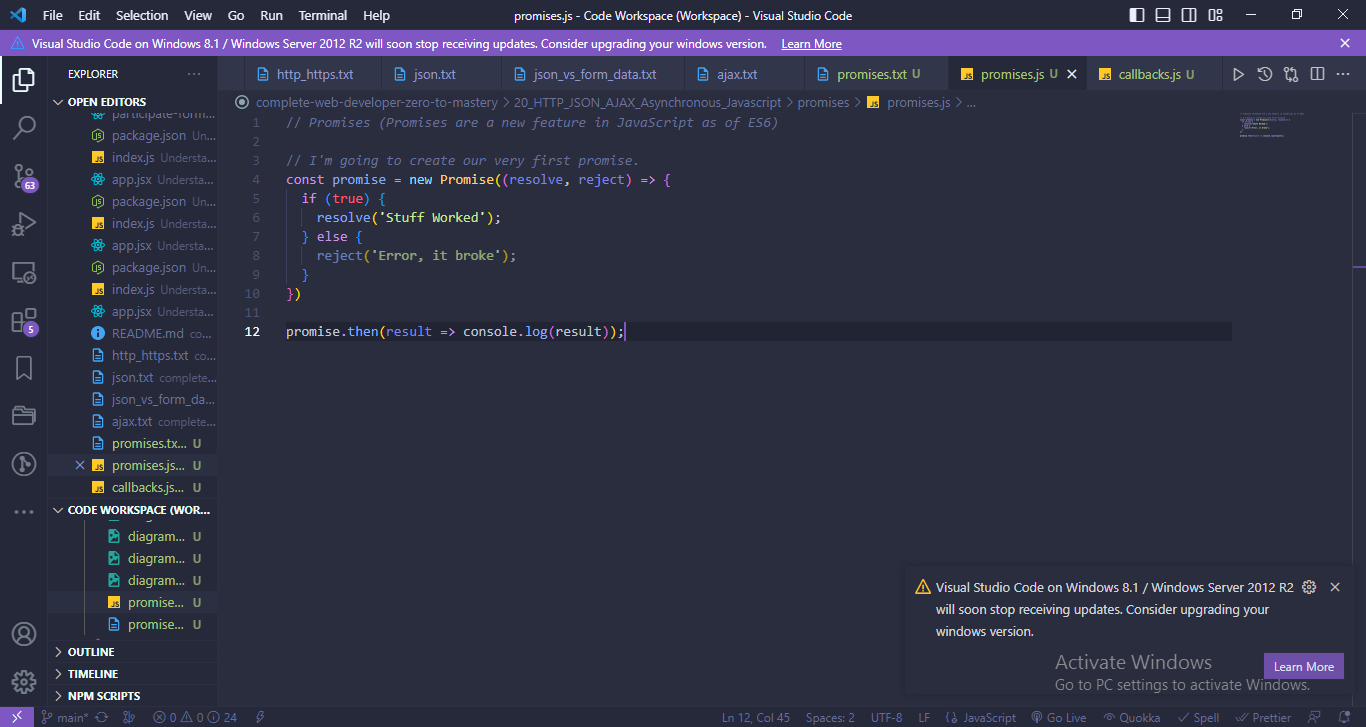 File Edit Selection View Go Run Terminal Help promises.js - Code Workspace (Workspace) - Visual Studio Code
Visual Studio Code on Windows 8.1 / Windows Server 2012 R2 will soon stop receiving updates. Consider upgrading your windows version. Learn More
EXPLORER ...
http_https.txt json.txt json_vs_form_data.txt ajax.txt promises.txt U promises.js U callbacks.js U
OPEN EDITORS
participate-form...
package.json Un...
index.js Understa...
app.jsx Understa...
package.json Un...
index.js Understa...
app.jsx Understa...
package.json Un...
index.js Understa...
app.jsx Understa...
README.md co...
http_https.txt co...
json.txt complete...
json_vs_form_da...
ajax.txt complete...
promises.tx... U
promises.js... U
callbacks.js... U
63
5
CODE WORKSPACE (WOR...
diagram... U
diagram... U
diagram... U
promise... U
promise... U
OUTLINE
TIMELINE
NPM SCRIPTS
complete-web-developer-zero-to-mastery > 20_HTTP_JSON_AJAX_Asynchronous_Javascript > promises > JS promises.js > ...
1 // Promises (Promises are a new feature in JavaScript as of ES6)
2
3 // I'm going to create our very first promise.
4 const promise = new Promise((resolve, reject) => {
5 if (true) {
6 resolve('Stuff Worked');
7 } else {
8 reject('Error, it broke');
9 }
10 })
11
12 promise.then(result => console.log(result));
Visual Studio Code on Windows 8.1 / Windows Server 2012 R2
will soon stop receiving updates. Consider upgrading your
windows version.
Learn More
Activate Windows
Go to PC settings to activate Windows.
main* 0 0 24 Ln 12, Col 45 Spaces: 2 UTF-8 LF {} JavaScript Go Live Quokka Spell Prettier